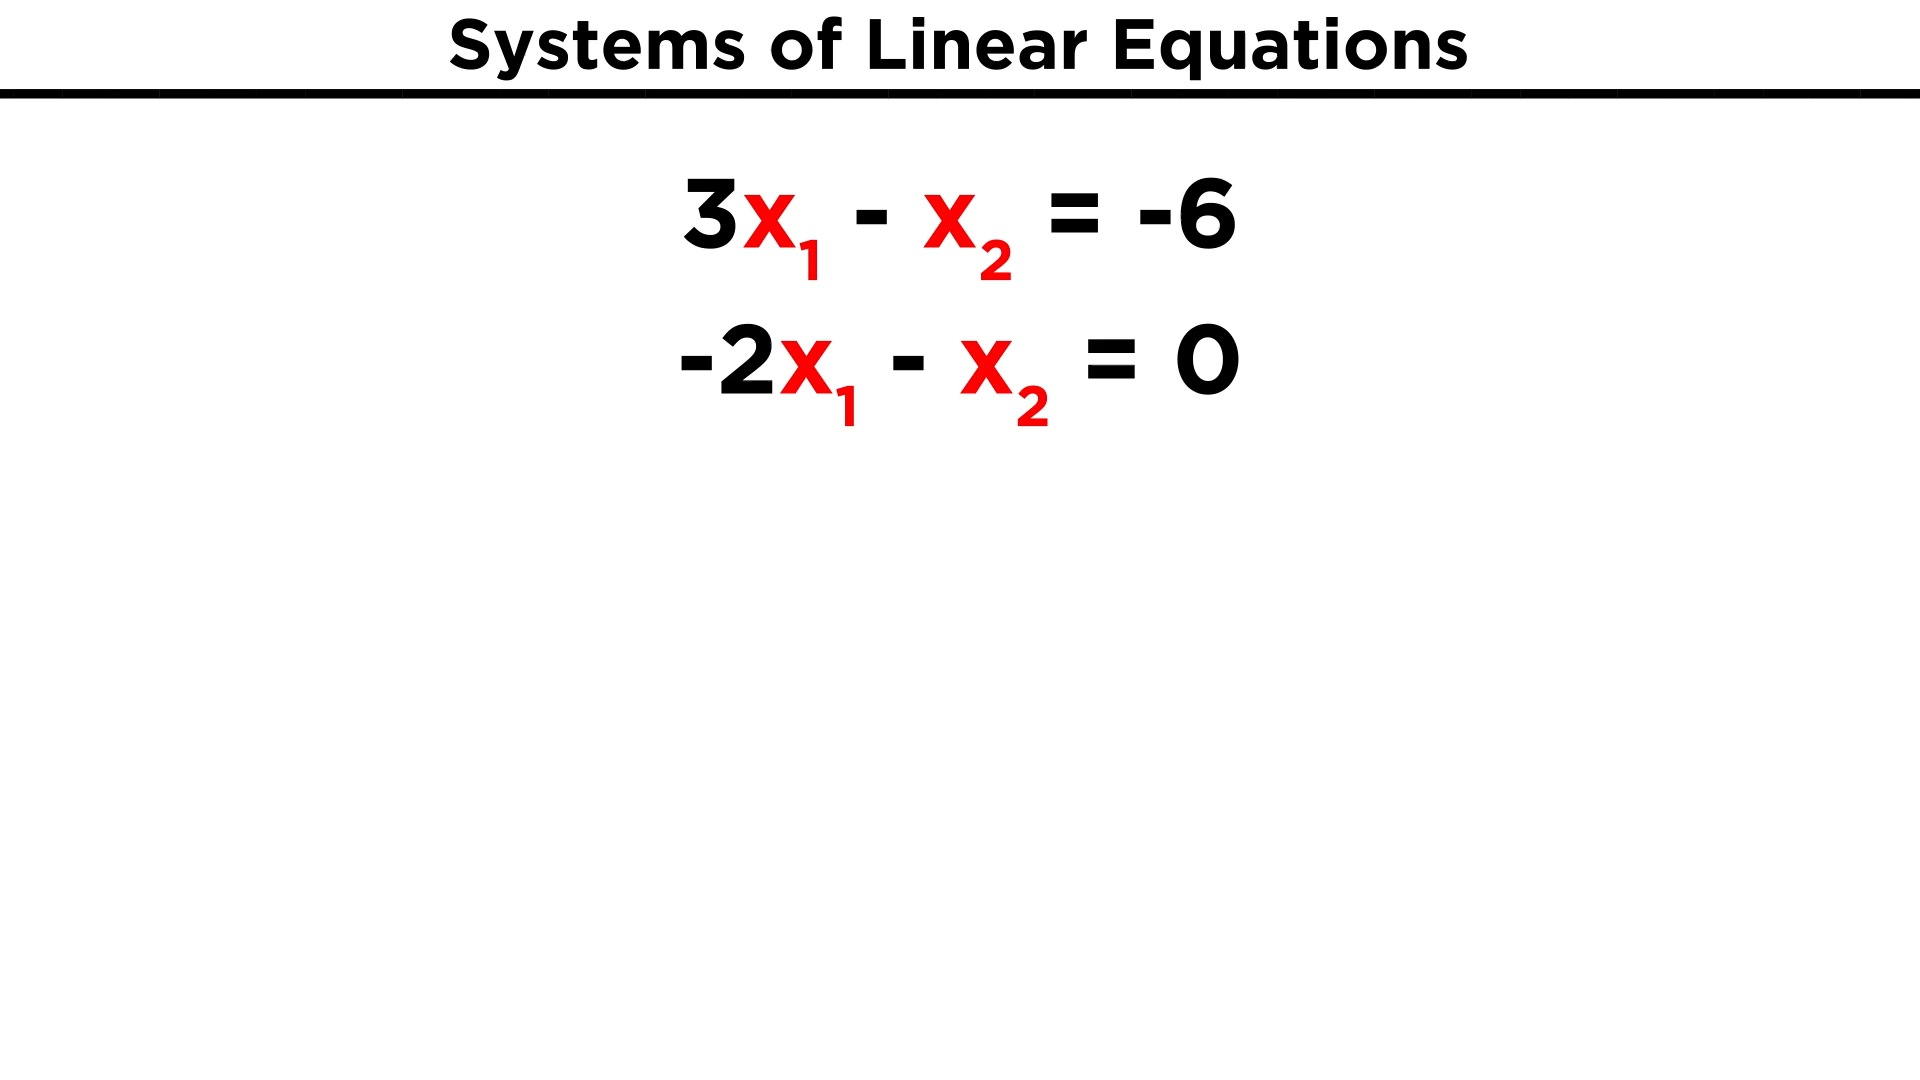 Systems of Linear Equations
3x₁ - x₂ = -6
-2x₁ - x₂ = 0